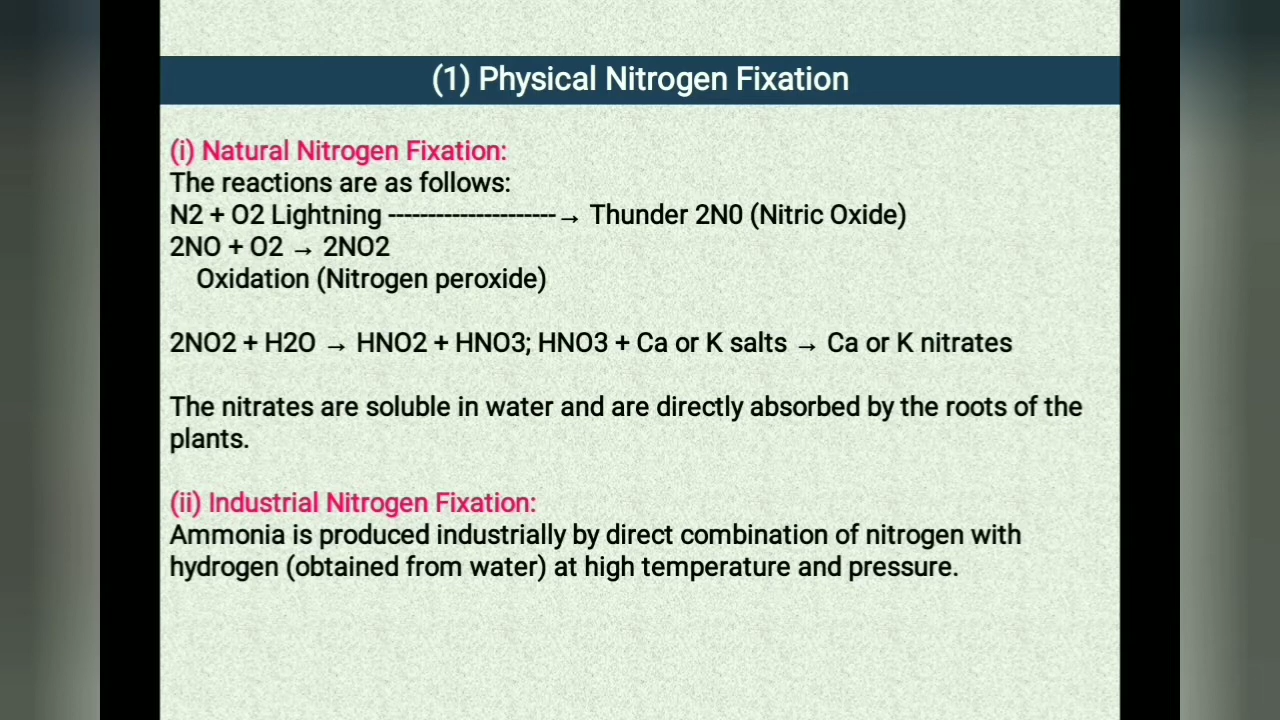 (1) Physical Nitrogen Fixation
(i) Natural Nitrogen Fixation:
The reactions are as follows:
N2 + O2 Lightning ---------------------→ Thunder 2N0 (Nitric Oxide)
2NO + O2 → 2NO2
Oxidation (Nitrogen peroxide)
2NO2 + H2O → HNO2 + HNO3; HNO3 + Ca or K salts → Ca or K nitrates
The nitrates are soluble in water and are directly absorbed by the roots of the
plants.
(ii) Industrial Nitrogen Fixation:
Ammonia is produced industrially by direct combination of nitrogen with
hydrogen (obtained from water) at high temperature and pressure.